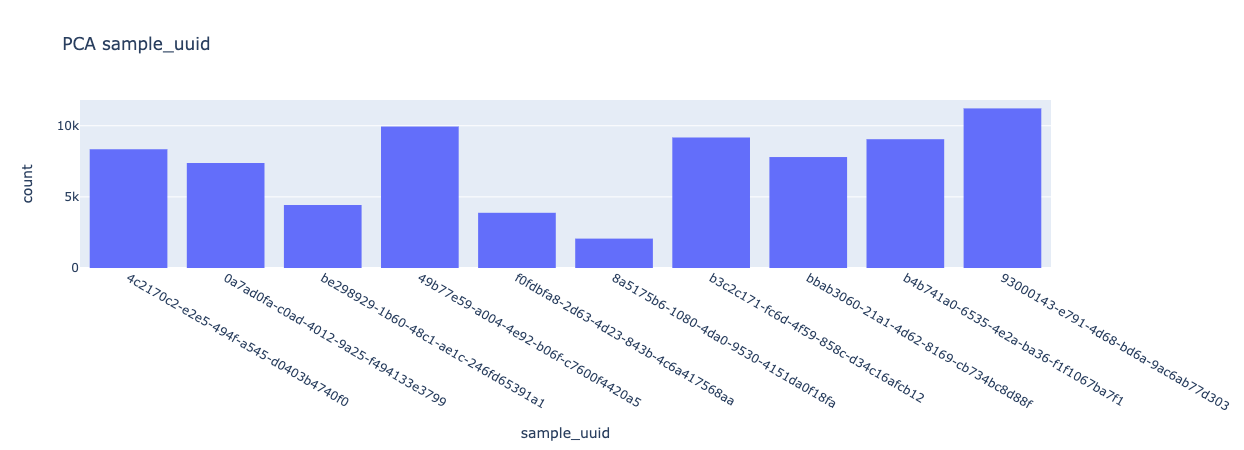 PCA sample_uuid
10k
5k
0
count
4c2170c2-e2e5-494f-a545-d0403b4740f0
0a7ad0fa-c0ad-4012-9a25-f494133e3799
be298929-1b60-48c1-ae1c-246fd65391a1
49b77e59-a004-4e92-b06f-c7600f4420a5
f0fdbfa8-2d63-4d23-843b-4c6a417568aa
8a5175b6-1080-4da0-9530-4151da0f18fa
b3c2c171-fc6d-4f59-858c-d34c16afcb12
bbab3060-21a1-4d62-8169-cb734bc8d88f
b4b741a0-6535-4e2a-ba36-f1f1067ba7f1
93000143-e791-4d68-bd6a-9ac6ab77d303
sample_uuid